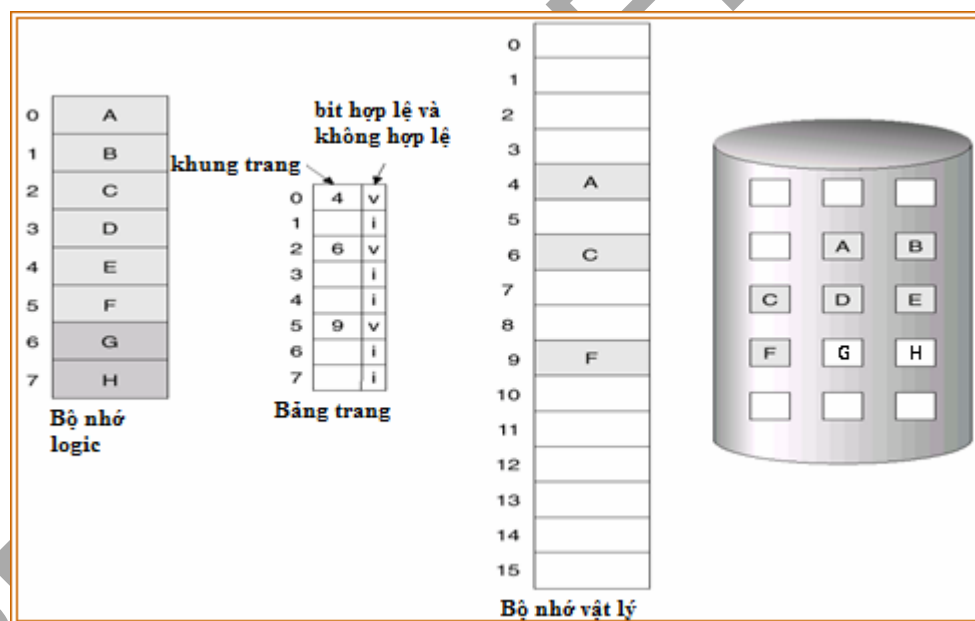 0 A
1 B
2 C
3 D
4 E
5 F
6 G
7 H
Bộ nhớ
logic
bit hợp lệ và
không hợp lệ
khung trang
0 4 v
1 i
2 6 v
3 i
4 i
5 9 v
6 i
7 i
Bảng trang
0
1
2
3
4 A
5
6 C
7
8
9 F
10
11
12
13
14
15
Bộ nhớ vật lý
A B
C D E
F G H